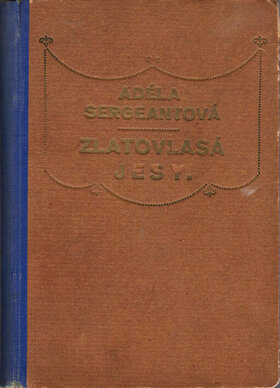 ADÉLA
SERGEANTOVÁ
ZLATOVLASÁ
JESY.